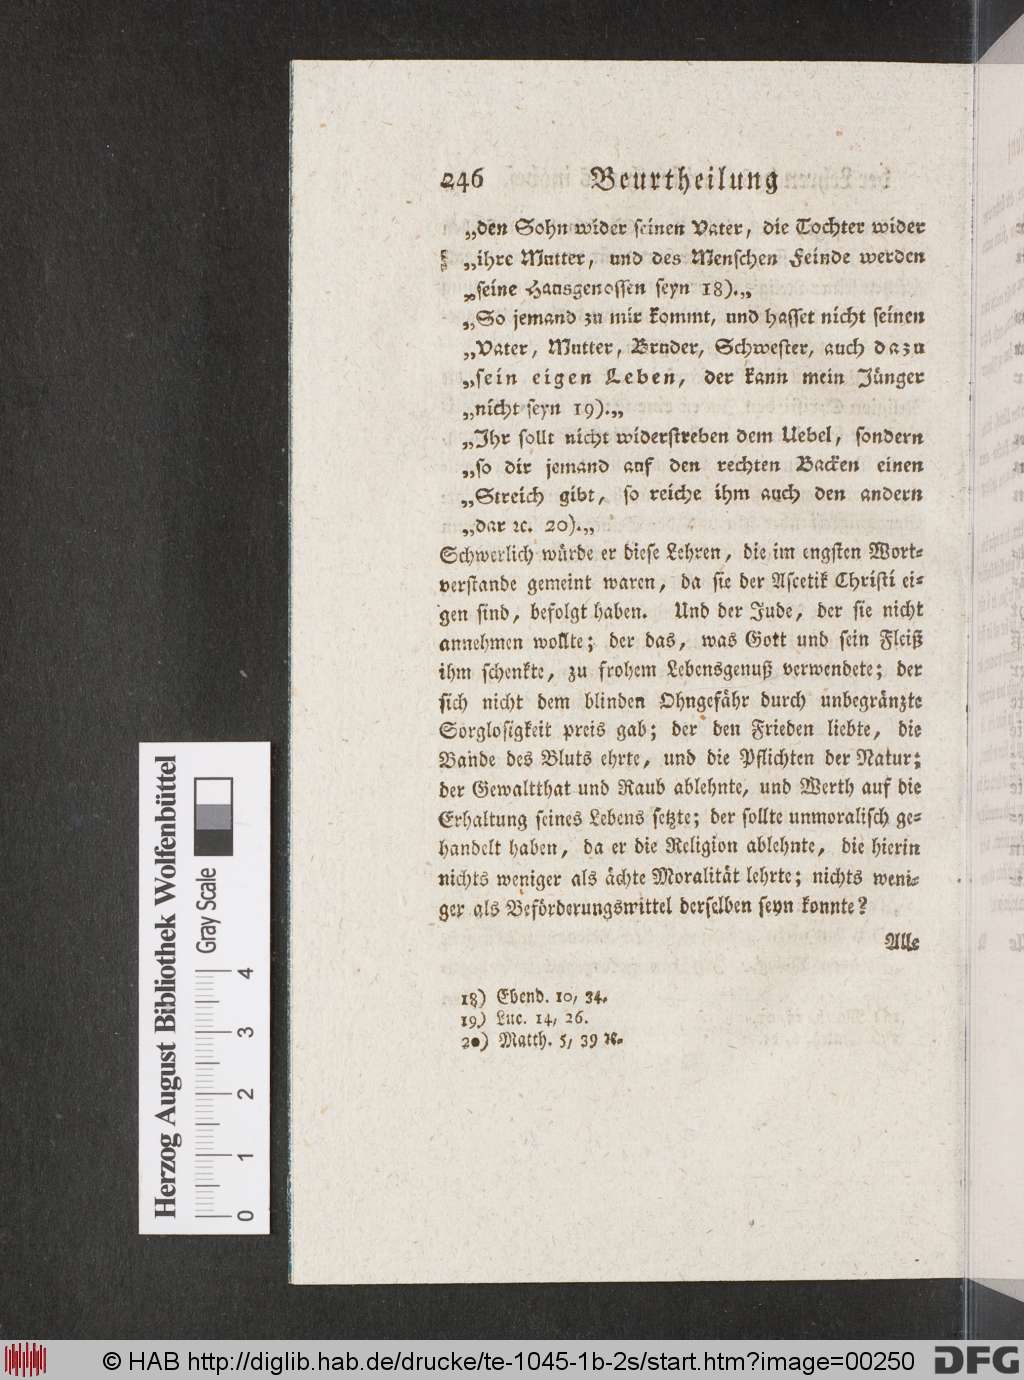 246 Beurtheilung
„den Sohn wider seinen Vater, die Tochter wider
„ihre Mutter, und des Menschen Feinde werden
„seine Hausgenossen seyn 18).„
„So jemand zu mir kommt, und hasset nicht seinen
„Vater, Mutter, Bruder, Schwester, auch dazu
„sein eigen Leben, der kann mein Jünger
„nicht seyn 19).„
„Ihr sollt nicht widerstreben dem Uebel, sondern
„so dir jemand auf den rechten Backen einen
„Streich gibt, so reiche ihm auch den andern
„dar ꝛc. 20).„
Schwerlich würde er diese Lehren, die im engsten Wort-
verstande gemeint waren, da sie der Ascetik Christi ei-
gen sind, befolgt haben. Und der Jude, der sie nicht
annehmen wollte; der das, was Gott und sein Fleiß
ihm schenkte, zu frohem Lebensgenuß verwendete; der
sich nicht dem blinden Ohngefähr durch unbegränzte
Sorglosigkeit preis gab; der den Frieden liebte, die
Bande des Bluts ehrte, und die Pflichten der Natur;
der Gewaltthat und Raub ablehnte, und Werth auf die
Erhaltung seines Lebens setzte; der sollte unmoralisch ge-
handelt haben, da er die Religion ablehnte, die hierin
nichts weniger als ächte Moralität lehrte; nichts weni-
ger als Beförderungsmittel derselben seyn konnte?
Alle
18) Ebend. 10, 34.
19) Luc. 14, 26.
20) Matth. 5, 39 ꝛc.
Herzog August Bibliothek Wolfenbüttel
Gray Scale
0 1 2 3 4
© HAB http://diglib.hab.de/drucke/te-1045-1b-2s/start.htm?image=00250
DFG